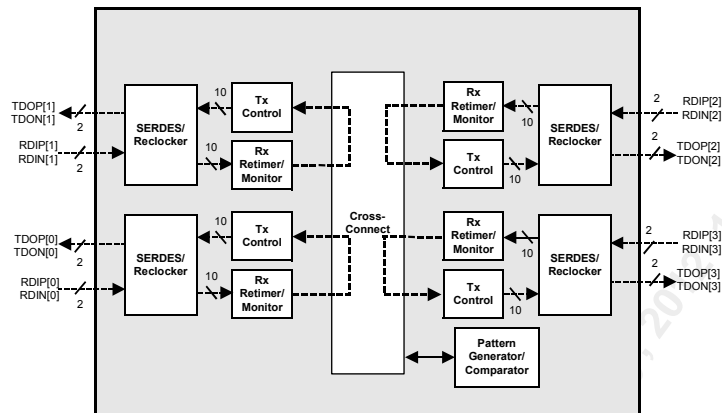 TDOP[1]
TDON[1]
2
RDIP[1]
RDIN[1]
2
SERDES/
Reclocker
10
Tx
Control
10
Rx
Retimer/
Monitor
TDOP[0]
TDON[0]
2
RDIP[0]
RDIN[0]
2
SERDES/
Reclocker
10
Tx
Control
10
Rx
Retimer/
Monitor
Cross-
Connect
Rx
Retimer/
Monitor
10
Tx
Control
10
SERDES/
Reclocker
2
RDIP[2]
RDIN[2]
2
TDOP[2]
TDON[2]
Rx
Retimer/
Monitor
10
Tx
Control
10
SERDES/
Reclocker
2
RDIP[3]
RDIN[3]
2
TDOP[3]
TDON[3]
Pattern
Generator/
Comparator